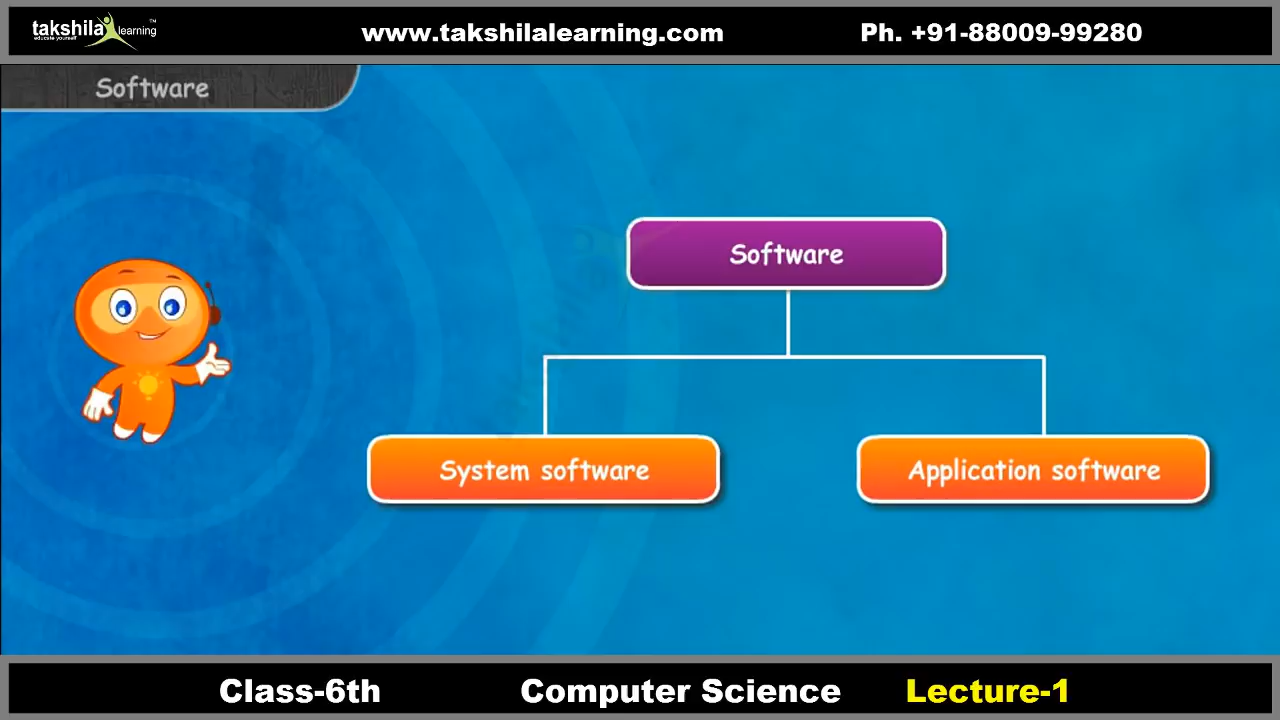 takshila learning
educate yourself
www.takshilalearning.com
Ph. +91-88009-99280
Software
Software
System software
Application software
Class-6th
Computer Science
Lecture-1